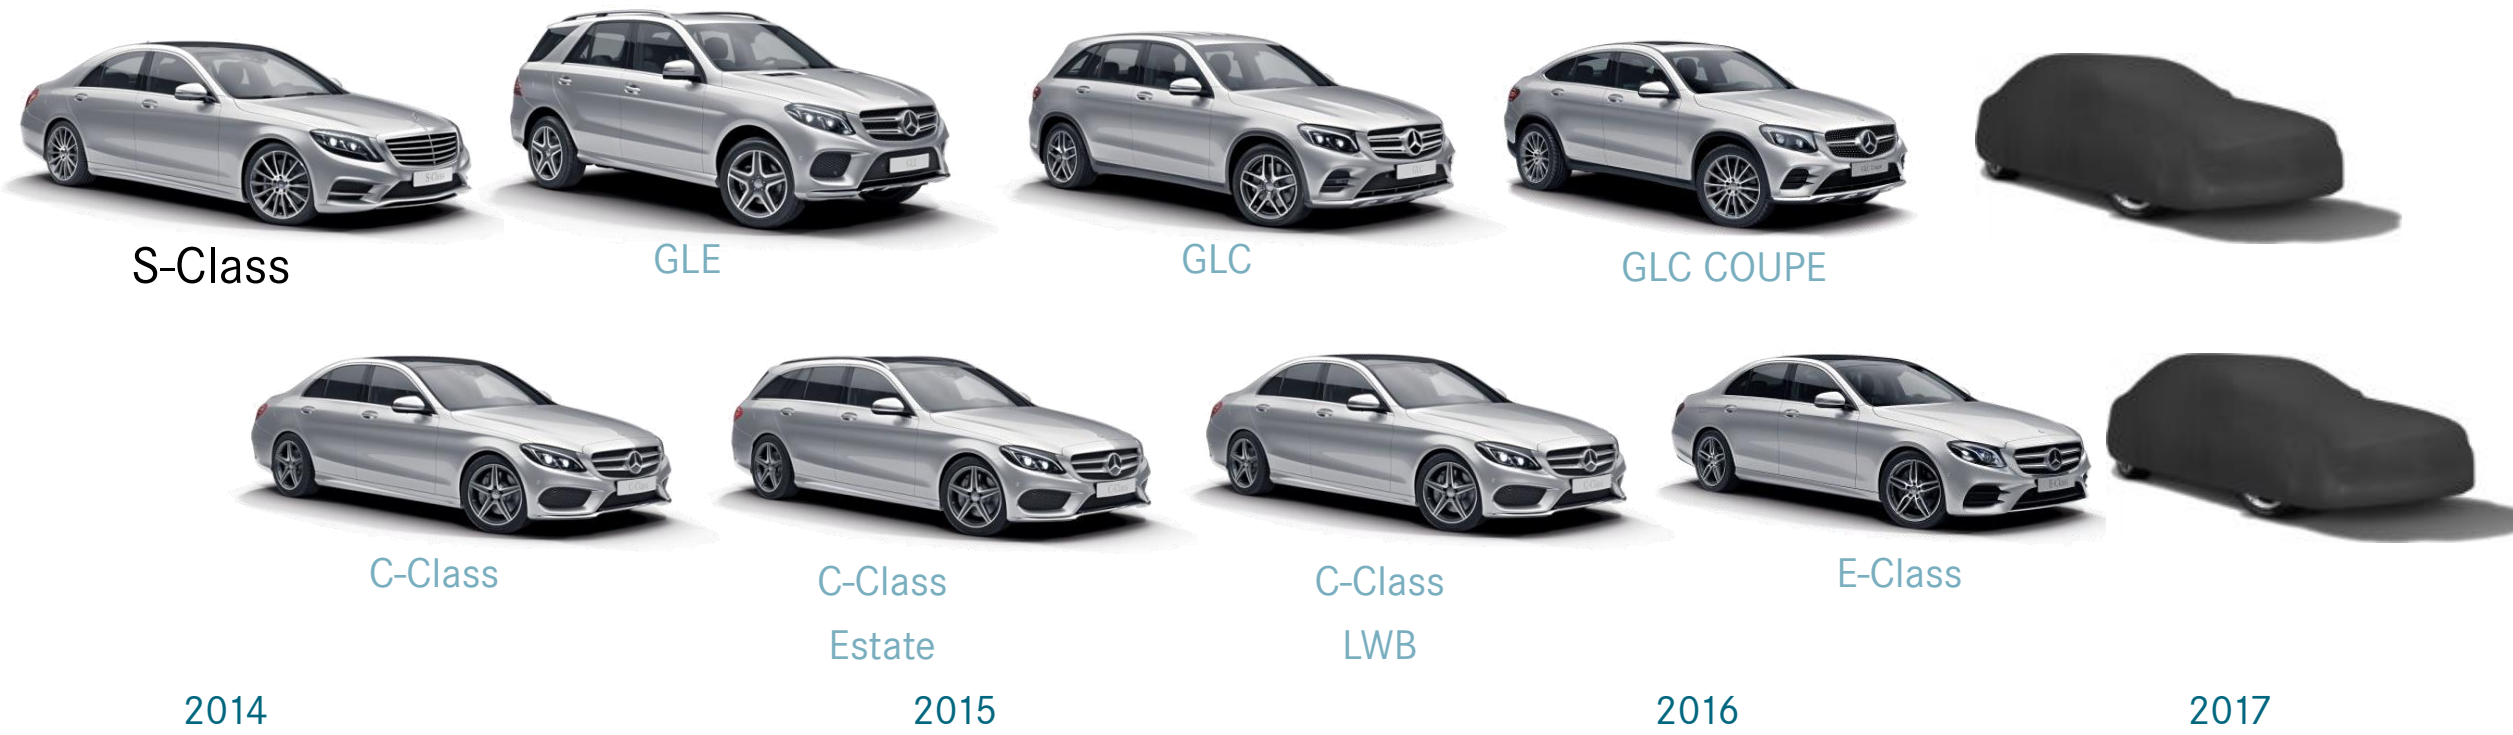 S-Class
GLE
GLC
GLC COUPE
C-Class
C-Class
Estate
C-Class
LWB
E-Class
2014
2015
2016
2017